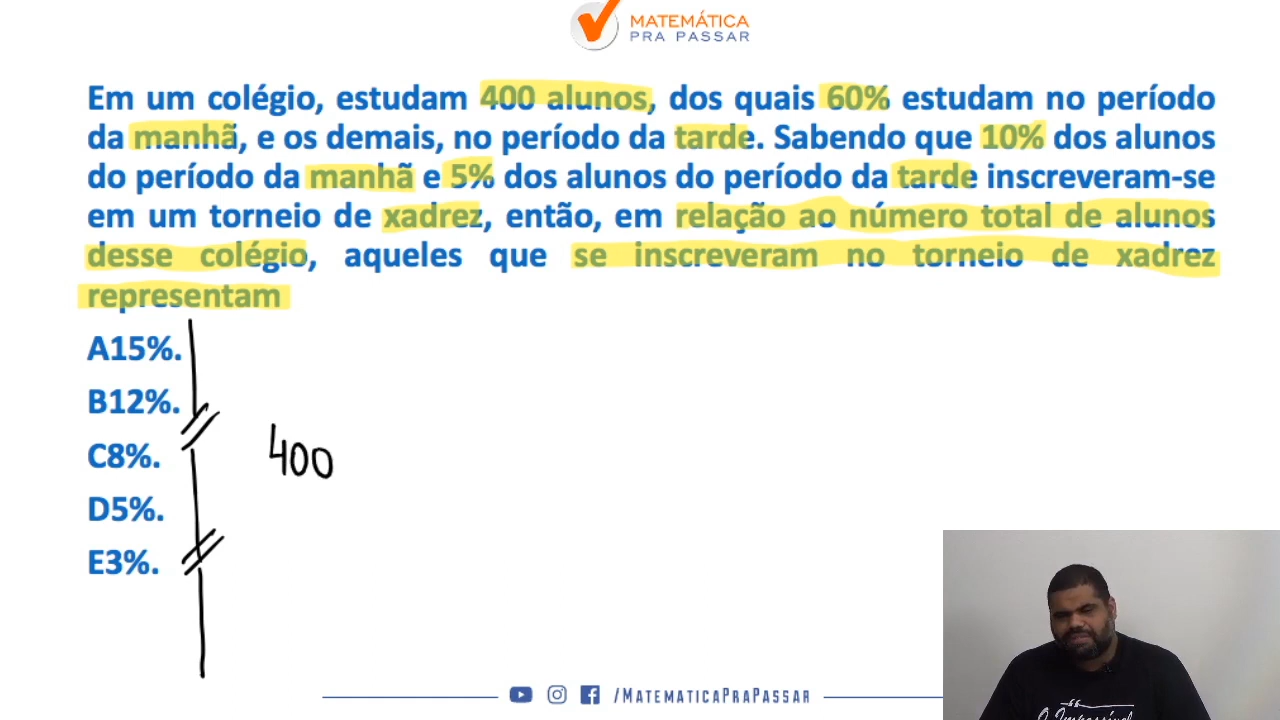 MATEMÁTICA
PRA PASSAR
Em um colégio, estudam 400 alunos, dos quais 60% estudam no período
da manhã, e os demais, no período da tarde. Sabendo que 10% dos alunos
do período da manhã e 5% dos alunos do período da tarde inscreveram-se
em um torneio de xadrez, então, em relação ao número total de alunos
desse colégio, aqueles que se inscreveram no torneio de xadrez
representam
A15%.
B12%.
C8%.
D5%.
E3%.
400
/MATEMATICAPRAPASSAR
O Impossível